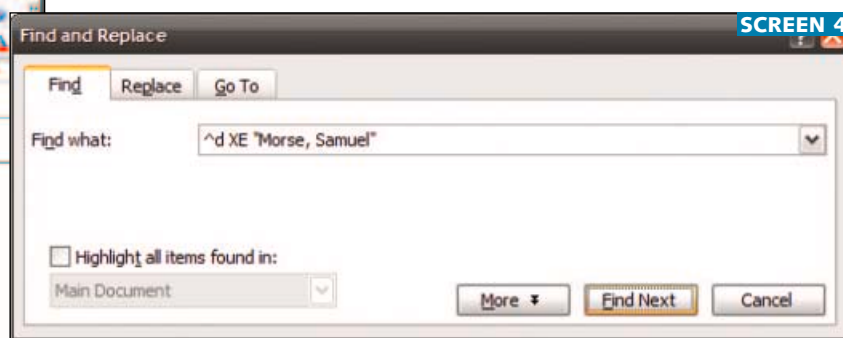 SCREEN 4
Find and Replace
Find Replace Go To
Find what: ^d XE "Morse, Samuel"
Highlight all items found in:
Main Document
More Find Next Cancel